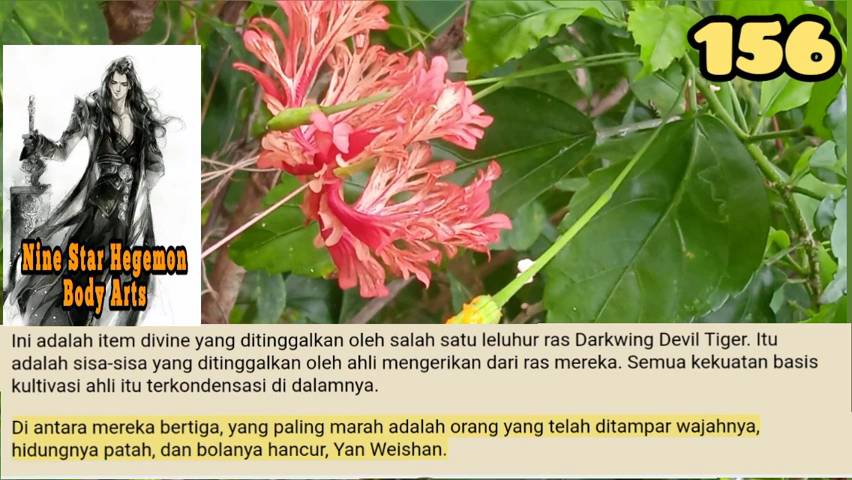 156
Nine Star Hegemon
Body Arts
Ini adalah item divine yang ditinggalkan oleh salah satu leluhur ras Darkwing Devil Tiger. Itu
adalah sisa-sisa yang ditinggalkan oleh ahli mengerikan dari ras mereka. Semua kekuatan basis
kultivasi ahli itu terkondensasi di dalamnya.
Di antara mereka bertiga, yang paling marah adalah orang yang telah ditampar wajahnya,
hidungnya patah, dan bolanya hancur, Yan Weishan.